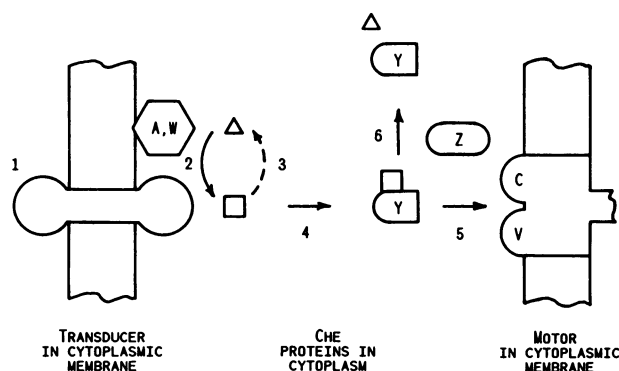 Y
A,W
Z
1
2
3
6
C
Y
4
5
V
TRANSDUCER
IN CYTOPLASMIC
MEMBRANE
CHE
PROTEINS IN
CYTOPLASM
MOTOR
IN CYTOPLASMIC
MEMBRANE